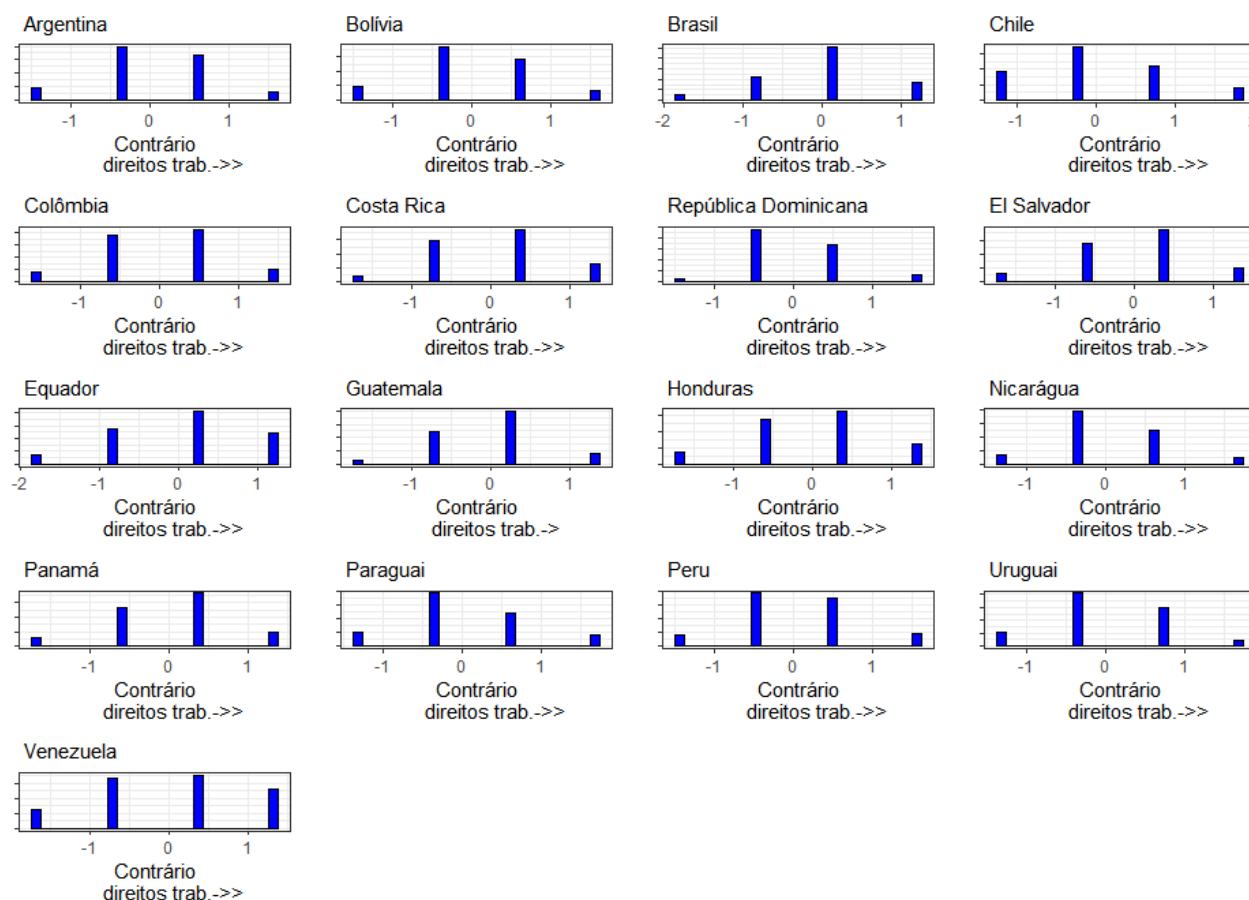 Argentina
Bolívia
Brasil
Chile
-1 0 1
-1 0 1
-2 -1 0 1
-1 0 1
Contrário
direitos trab.->>
Contrário
direitos trab.->>
Contrário
direitos trab.->>
Contrário
direitos trab.->>
Colômbia
Costa Rica
República Dominicana
El Salvador
-1 0 1
-1 0 1
-1 0 1
-1 0 1
Contrário
direitos trab.->>
Contrário
direitos trab.->>
Contrário
direitos trab.->>
Contrário
direitos trab.->>
Equador
Guatemala
Honduras
Nicarágua
-2 -1 0 1
-1 0 1
-1 0 1
-1 0 1
Contrário
direitos trab.->>
Contrário
direitos trab.->
Contrário
direitos trab.->>
Contrário
direitos trab.->>
Panamá
Paraguai
Peru
Uruguai
-1 0 1
-1 0 1
-1 0 1
-1 0 1
Contrário
direitos trab.->>
Contrário
direitos trab.->>
Contrário
direitos trab.->>
Contrário
direitos trab.->>
Venezuela
-1 0 1
Contrário
direitos trab.->>